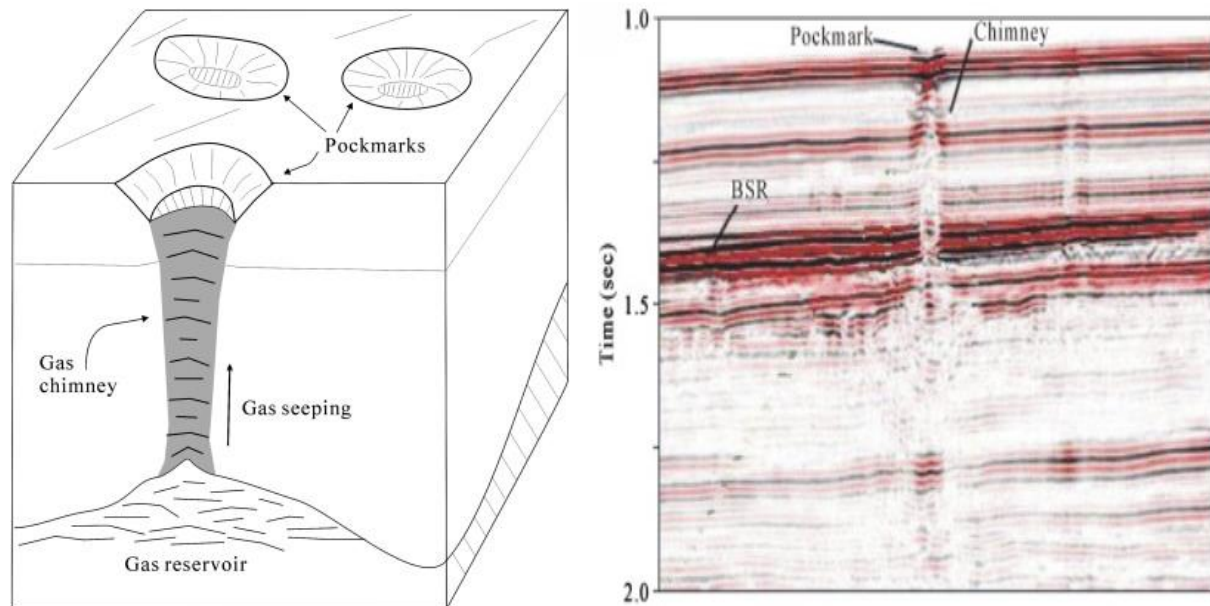 Pockmarks
Gas
chimney
Gas seeping
Gas reservoir
1.0
Pockmark
Chimney
BSR
Time (sec)
1.5
2.0